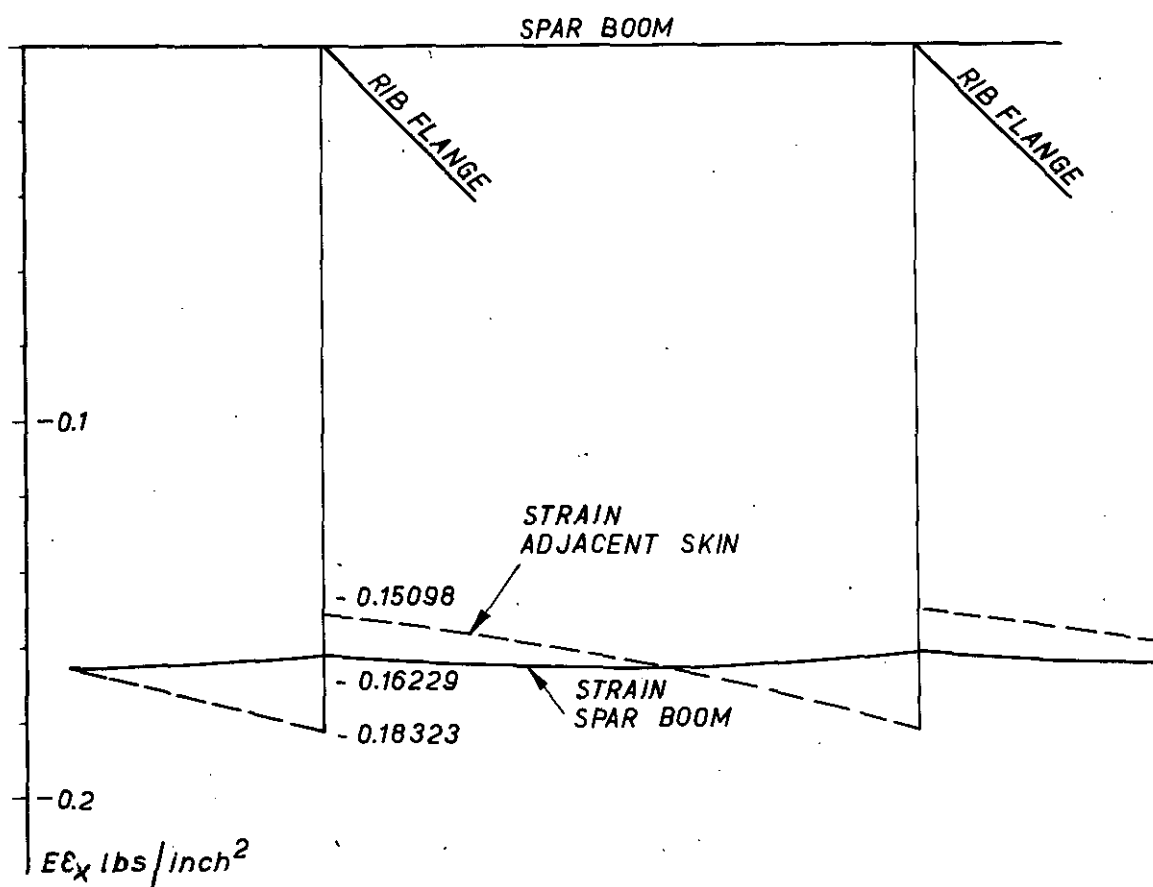 SPAR BOOM
RIB FLANGE
RIB FLANGE
-0.1
STRAIN
ADJACENT SKIN
- 0.15098
- 0.16229
STRAIN
SPAR BOOM
- 0.18323
-0.2
Eεx lbs/inch²